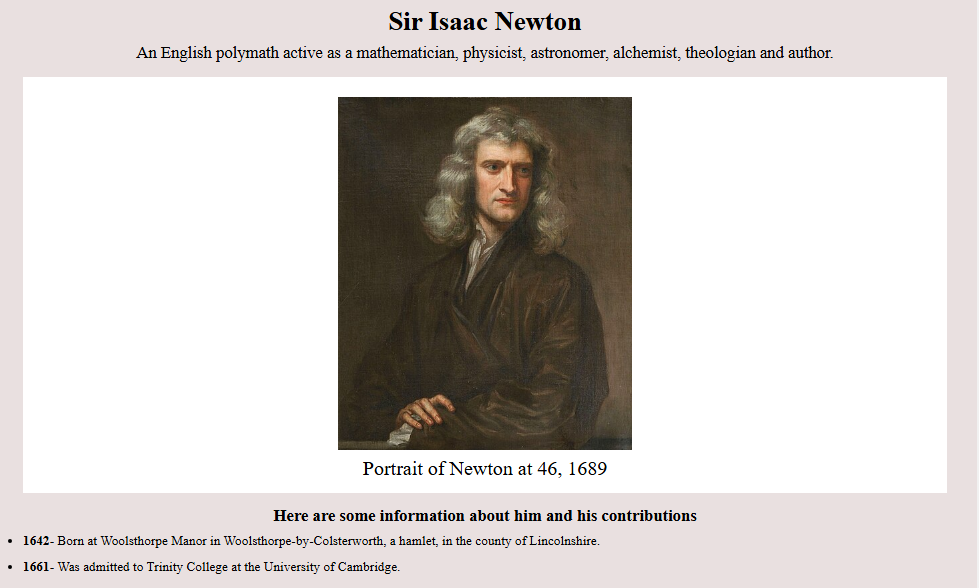 Sir Isaac Newton
An English polymath active as a mathematician, physicist, astronomer, alchemist, theologian and author.
Portrait of Newton at 46, 1689
Here are some information about him and his contributions
• 1642- Born at Woolsthorpe Manor in Woolsthorpe-by-Colsterworth, a hamlet, in the county of Lincolnshire.
• 1661- Was admitted to Trinity College at the University of Cambridge.